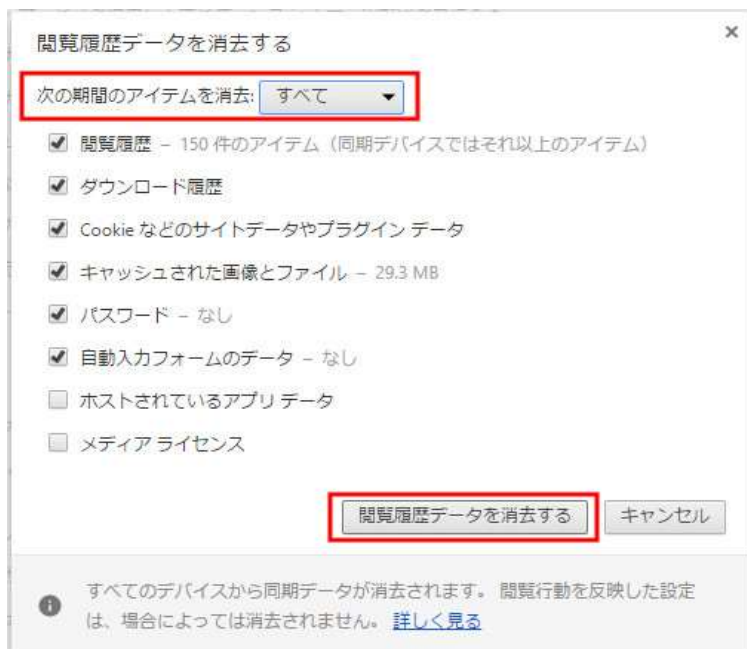 閲覧履歴データを消去する
次の期間のアイテムを消去: すべて
閲覧履歴 – 150 件のアイテム（同期デバイスではそれ以上のアイテム）
ダウンロード履歴
Cookie などのサイトデータやプラグイン データ
キャッシュされた画像とファイル – 29.3 MB
パスワード – なし
自動入力フォームのデータ – なし
ホストされているアプリ データ
メディア ライセンス
閲覧履歴データを消去する キャンセル
すべてのデバイスから同期データが消去されます。 閲覧行動を反映した設定
は、場合によっては消去されません。 詳しく見る